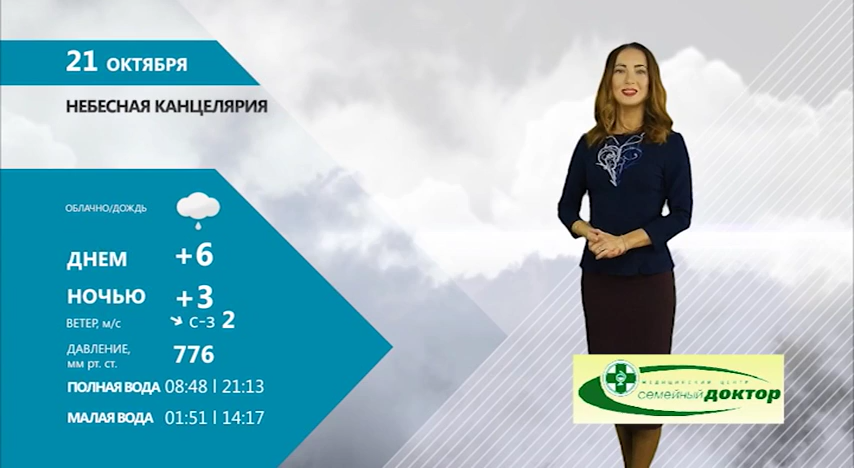 21 ОКТЯБРЯ
НЕБЕСНАЯ КАНЦЕЛЯРИЯ
ОБЛАЧНО/ДОЖДЬ
ДНЕМ +6
НОЧЬЮ +3
ВЕТЕР, м/с С-З 2
ДАВЛЕНИЕ, мм рт. ст. 776
ПОЛНАЯ ВОДА 08:48 | 21:13
МАЛАЯ ВОДА 01:51 | 14:17
МЕДИЦИНСКИЙ ЦЕНТР
СЕМЕЙНЫЙ ДОКТОР